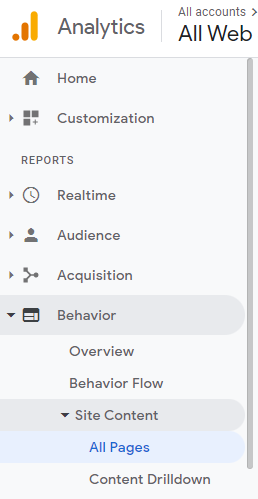 Analytics
All accounts >
All Web
Home
Customization
REPORTS
Realtime
Audience
Acquisition
Behavior
Overview
Behavior Flow
Site Content
All Pages
Content Drilldown